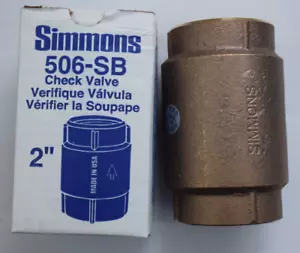 Simmons
506-SB
Check Valve
Verifique Válvula
Vérifier la Soupape
2"
MADE IN USA
SIMMONS